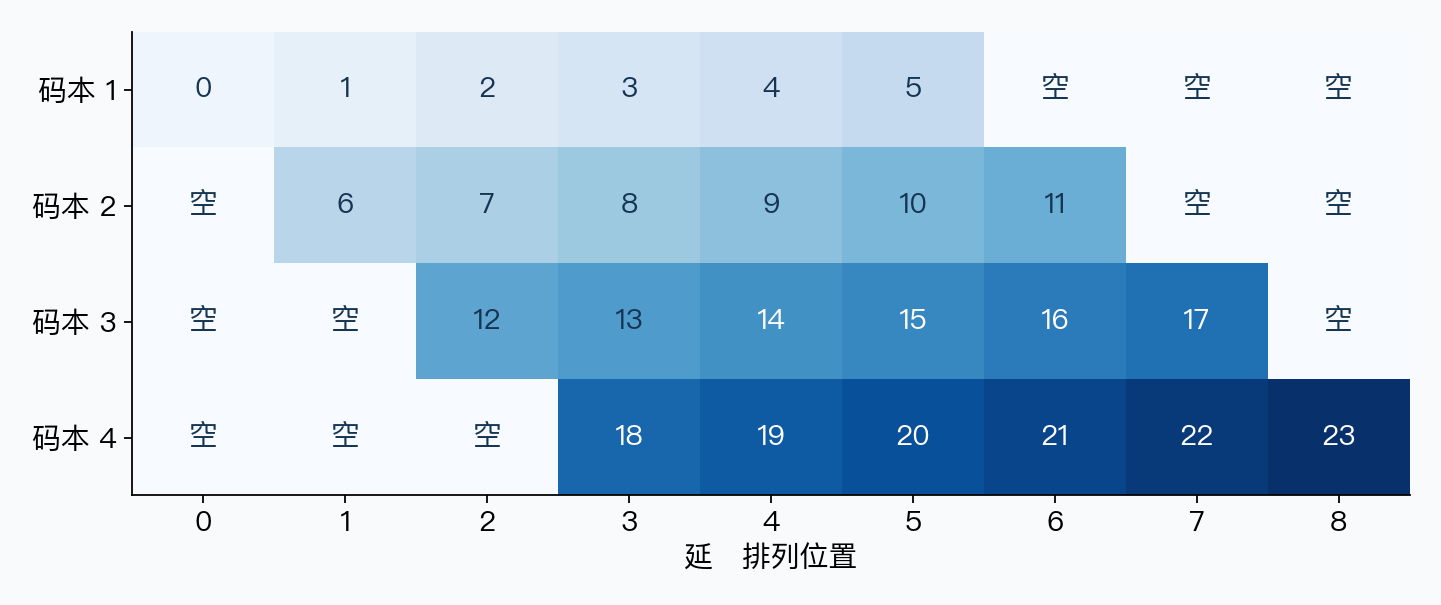 码本 1 0 1 2 3 4 5 空 空 空
码本 2 空 6 7 8 9 10 11 空 空
码本 3 空 空 12 13 14 15 16 17 空
码本 4 空 空 空 18 19 20 21 22 23
0 1 2 3 4 5 6 7 8
延 排列位置